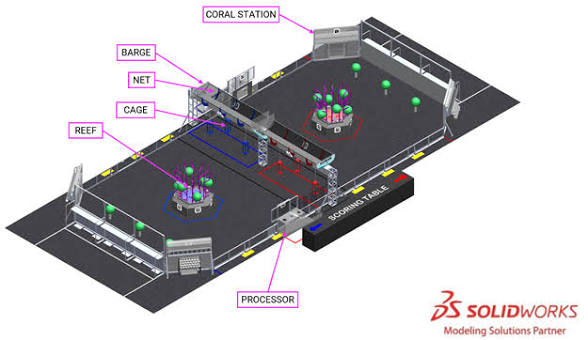 CORAL STATION
BARGE
NET
CAGE
REEF
SCORING TABLE
PROCESSOR
SOLIDWORKS
Modeling Solutions Partner